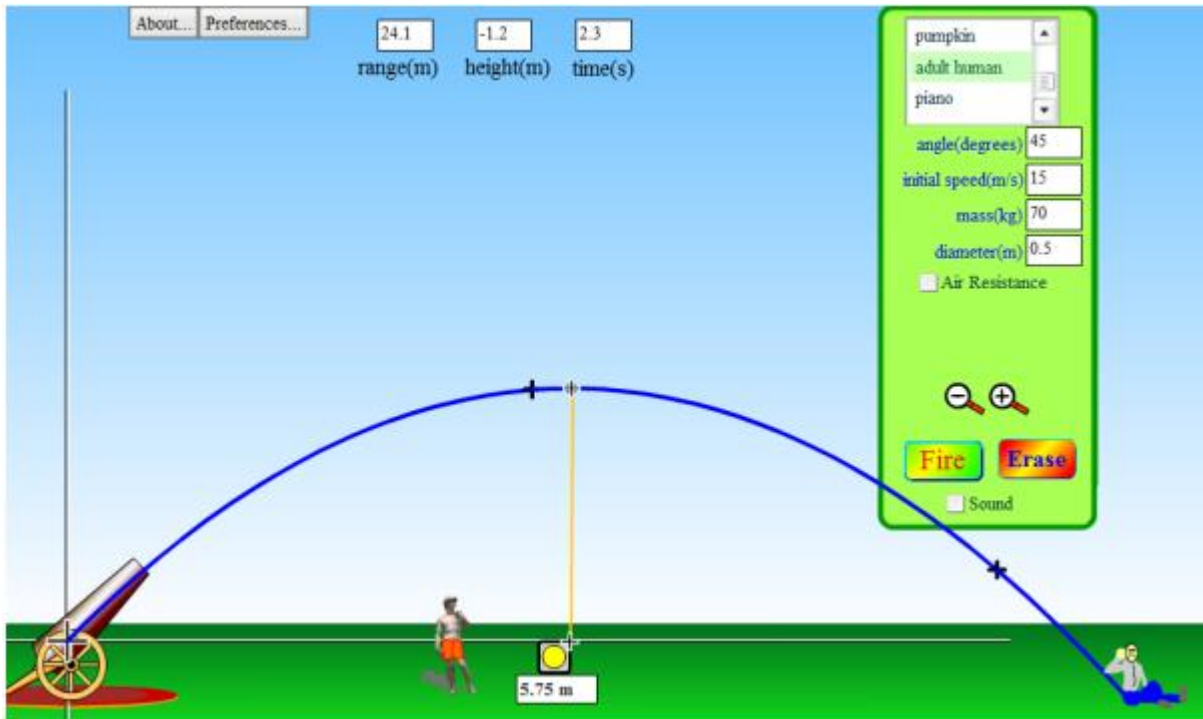 About... Preferences...
24.1 -1.2 2.3
range(m) height(m) time(s)
pumpkin
adult human
piano
angle(degrees) 45
initial speed(m/s) 15
mass(kg) 70
diameter(m) 0.5
Air Resistance
Fire Erase
Sound
5.75 m